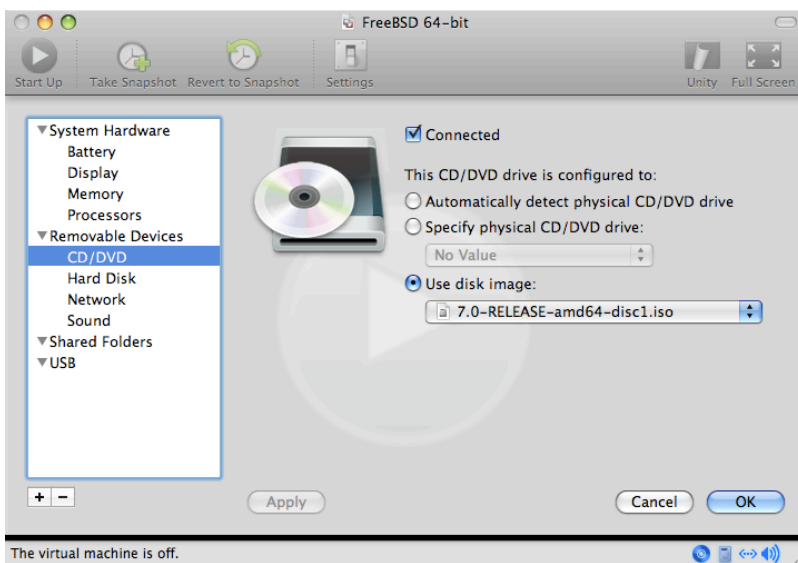 FreeBSD 64-bit
Start Up Take Snapshot Revert to Snapshot Settings Unity Full Screen
System Hardware
Battery
Display
Memory
Processors
Removable Devices
CD/DVD
Hard Disk
Network
Sound
Shared Folders
USB
Connected
This CD/DVD drive is configured to:
Automatically detect physical CD/DVD drive
Specify physical CD/DVD drive:
No Value
Use disk image:
7.0-RELEASE-amd64-disc1.iso
+ −
Apply Cancel OK
The virtual machine is off.